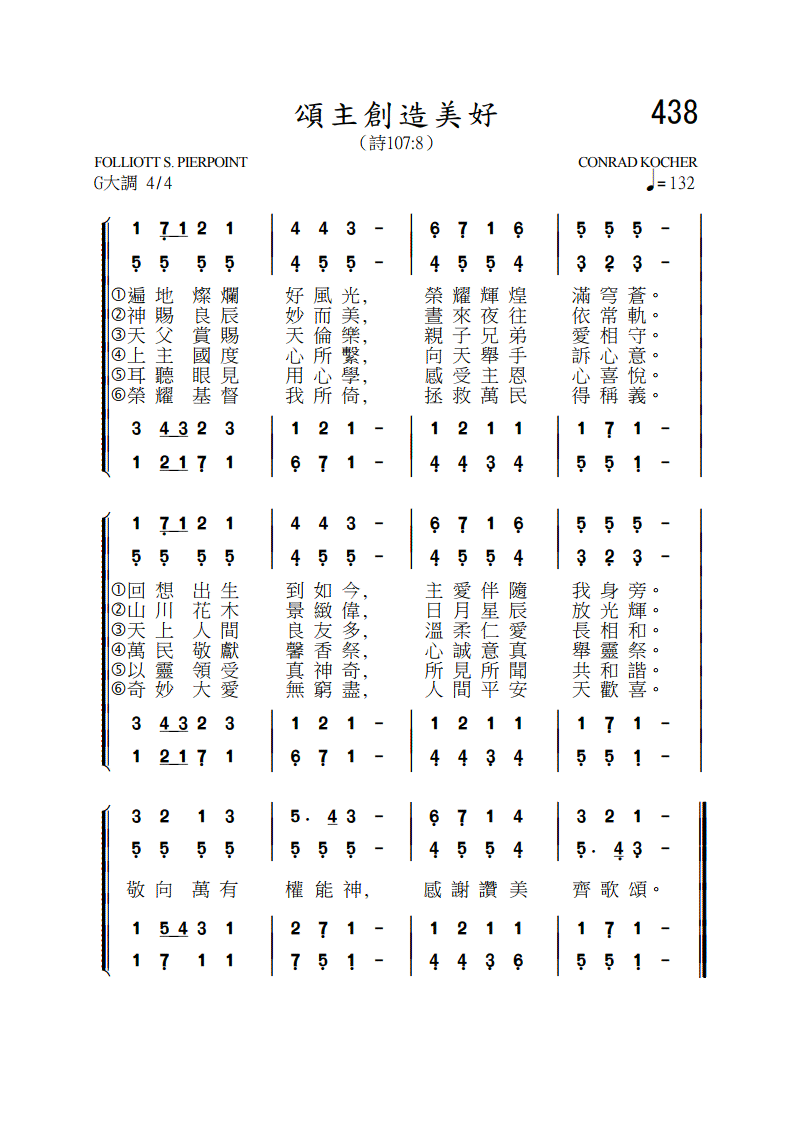 頌主創造美好
438
（詩107:8）
FOLLIOTT S. PIERPOINT
CONRAD KOCHER
G大調 4/4
♩= 132
1 7̣ 1 2 1 | 4 4 3 - | 6̣ 7̣ 1 6̣ | 5̣ 5̣ 5̣ -
5̣ 5̣ 5̣ 5̣ | 4̣ 5̣ 5̣ - | 4̣ 5̣ 5̣ 4̣ | 3̣ 2̣ 3̣ -
①遍地燦爛 好風光, 榮耀輝煌 滿穹蒼。
②神賜良辰 妙而美, 晝來夜往 依常軌。
③天父賞賜 天倫樂, 親子兄弟 愛相守。
④上主國度 心所繫, 向天舉手 訴心意。
⑤耳聽眼見 用心學, 感受主恩 心喜悅。
⑥榮耀基督 我所倚, 拯救萬民 得稱義。
3 4 3 2 3 | 1 2 1 - | 1 2 1 1 | 1 7̣ 1 -
1 2 1 7̣ 1 | 6̣ 7̣ 1 - | 4̣ 4̣ 3̣ 4̣ | 5̣ 5̣ 1̣ -
1 7̣ 1 2 1 | 4 4 3 - | 6̣ 7̣ 1 6̣ | 5̣ 5̣ 5̣ -
5̣ 5̣ 5̣ 5̣ | 4̣ 5̣ 5̣ - | 4̣ 5̣ 5̣ 4̣ | 3̣ 2̣ 3̣ -
①回想出生 到如今, 主愛伴隨 我身旁。
②山川花木 景緻偉, 日月星辰 放光輝。
③天上人間 良友多, 溫柔仁愛 長相和。
④萬民敬獻 馨香祭, 心誠意真 舉靈祭。
⑤以靈領受 真神奇, 所見所聞 共和諧。
⑥奇妙大愛 無窮盡, 人間平安 天歡喜。
3 4 3 2 3 | 1 2 1 - | 1 2 1 1 | 1 7̣ 1 -
1 2 1 7̣ 1 | 6̣ 7̣ 1 - | 4̣ 4̣ 3̣ 4̣ | 5̣ 5̣ 1̣ -
3 2 1 3 | 5. 4 3 - | 6̣ 7̣ 1 4 | 3 2 1 -
5̣ 5̣ 5̣ 5̣ | 5̣ 5̣ 5̣ - | 4̣ 5̣ 5̣ 4̣ | 5̣. 4̣ 3̣ -
敬向萬有 權能神, 感謝讚美 齊歌頌。
1 5 4 3 1 | 2 7̣ 1 - | 1 2 1 1 | 1 7̣ 1 -
1 7̣ 1 1 | 7̣ 5̣ 1̣ - | 4̣ 4̣ 3̣ 6̣ | 5̣ 5̣ 1̣ -